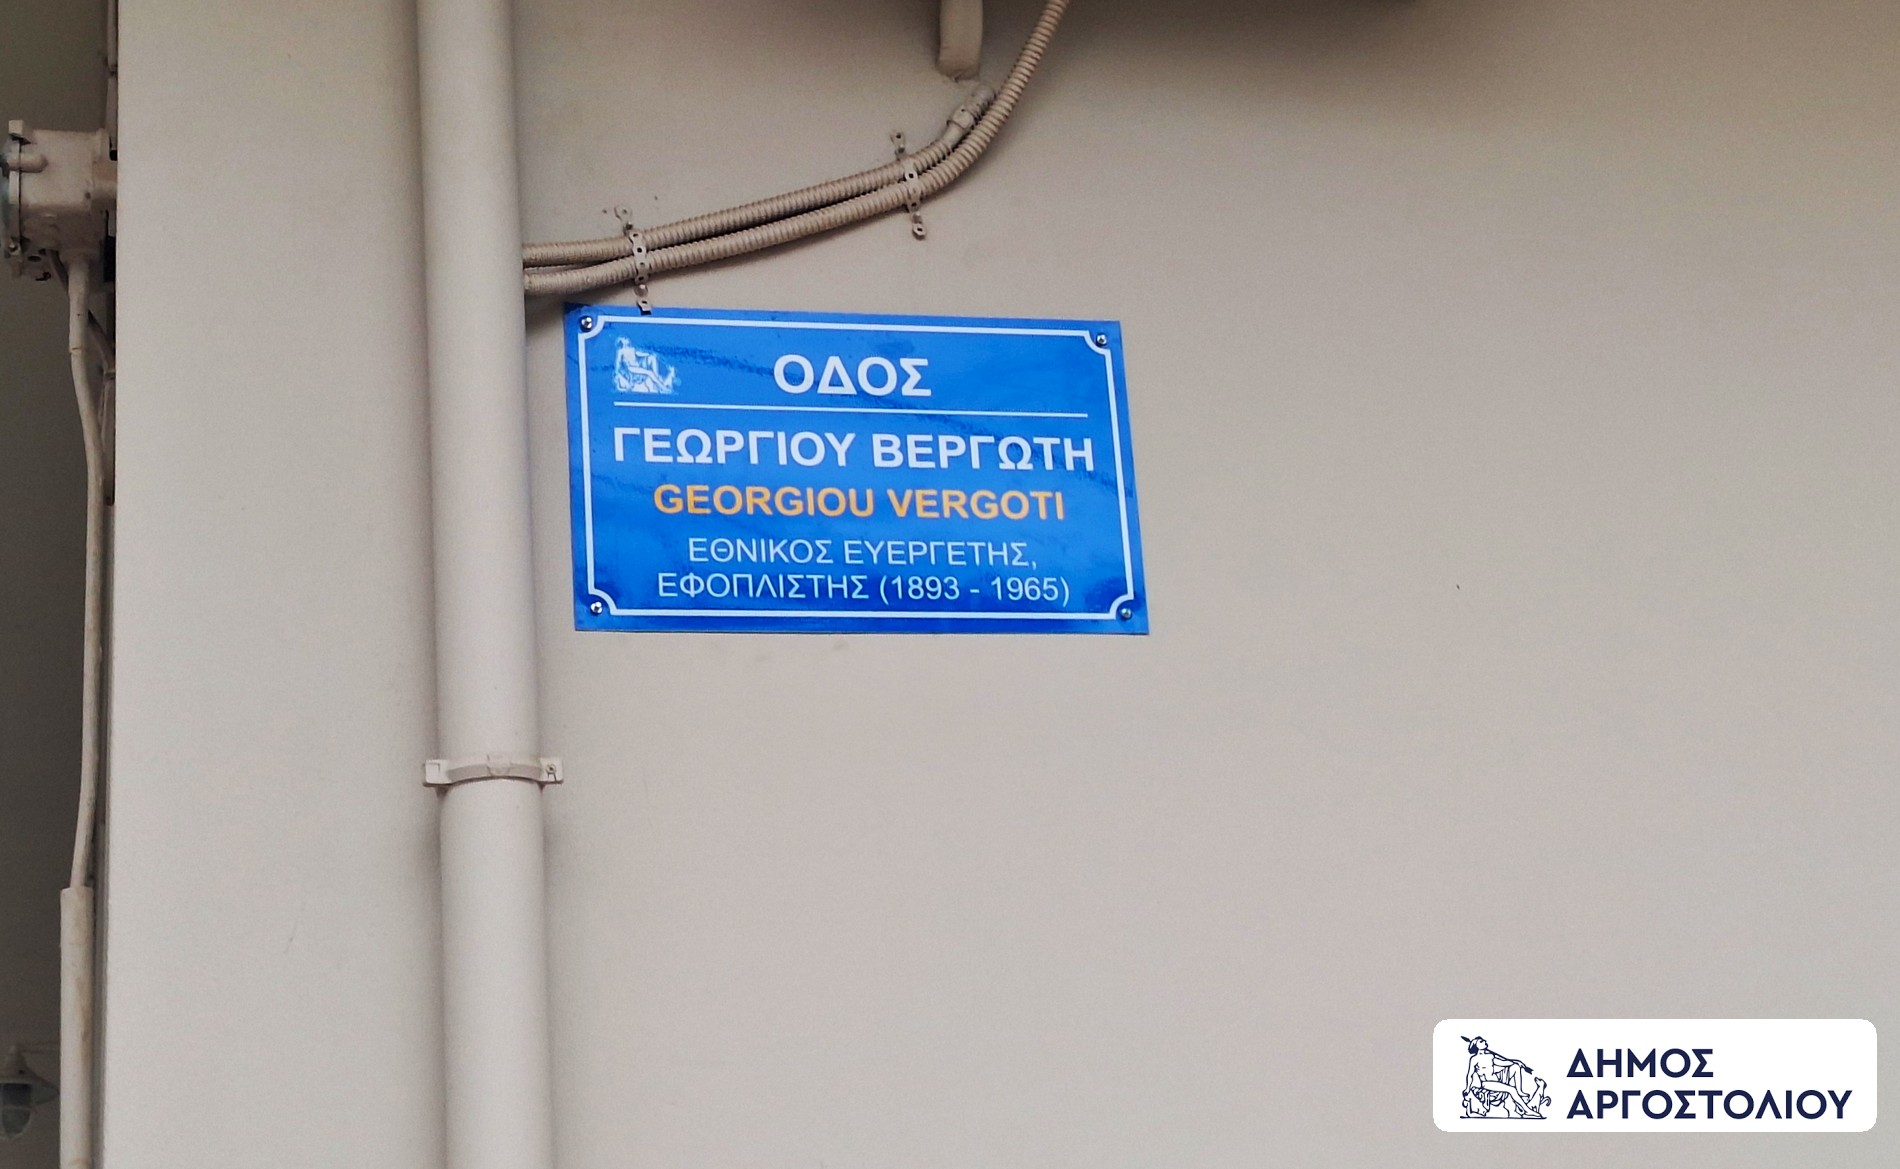 ΟΔΟΣ
ΓΕΩΡΓΙΟΥ ΒΕΡΓΩΤΗ
GEORGIOU VERGOTI
ΕΘΝΙΚΟΣ ΕΥΕΡΓΕΤΗΣ,
ΕΦΟΠΛΙΣΤΗΣ (1893 - 1965)
ΔΗΜΟΣ
ΑΡΓΟΣΤΟΛΙΟΥ